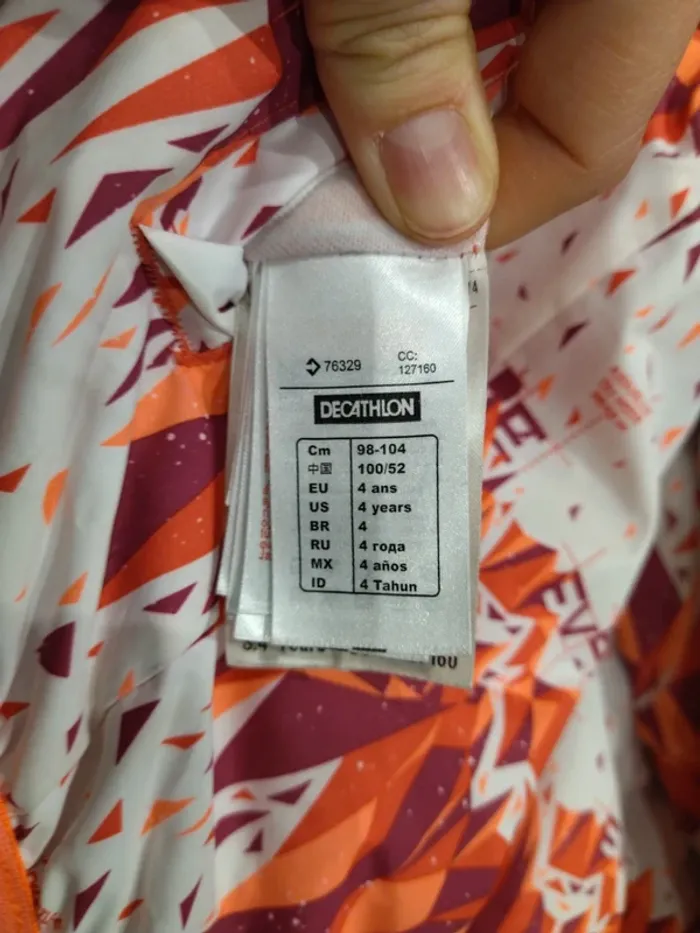 76329
CC:
127160
DECATHLON
Cm 98-104
中国 100/52
EU 4 ans
US 4 years
BR 4
RU 4 года
MX 4 años
ID 4 Tahun
160